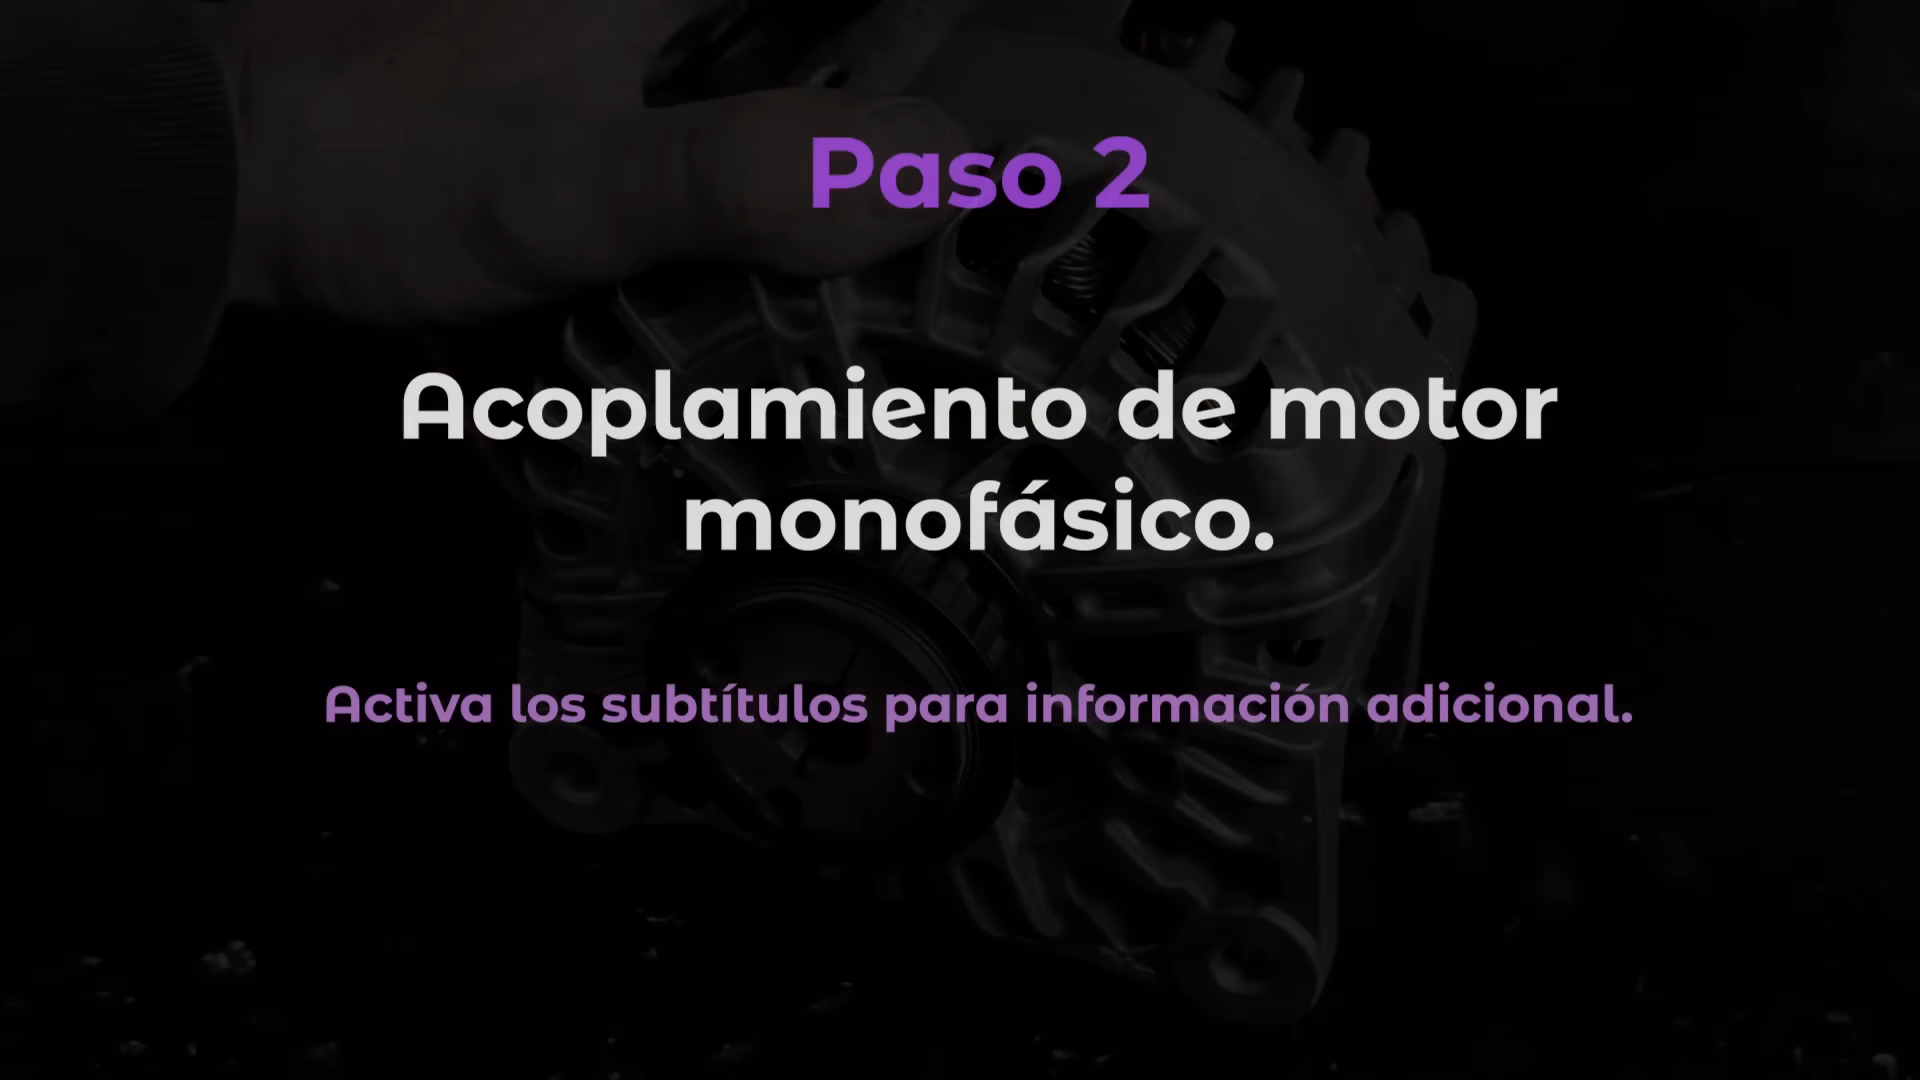 Paso 2
Acoplamiento de motor
monofásico.
Activa los subtítulos para información adicional.